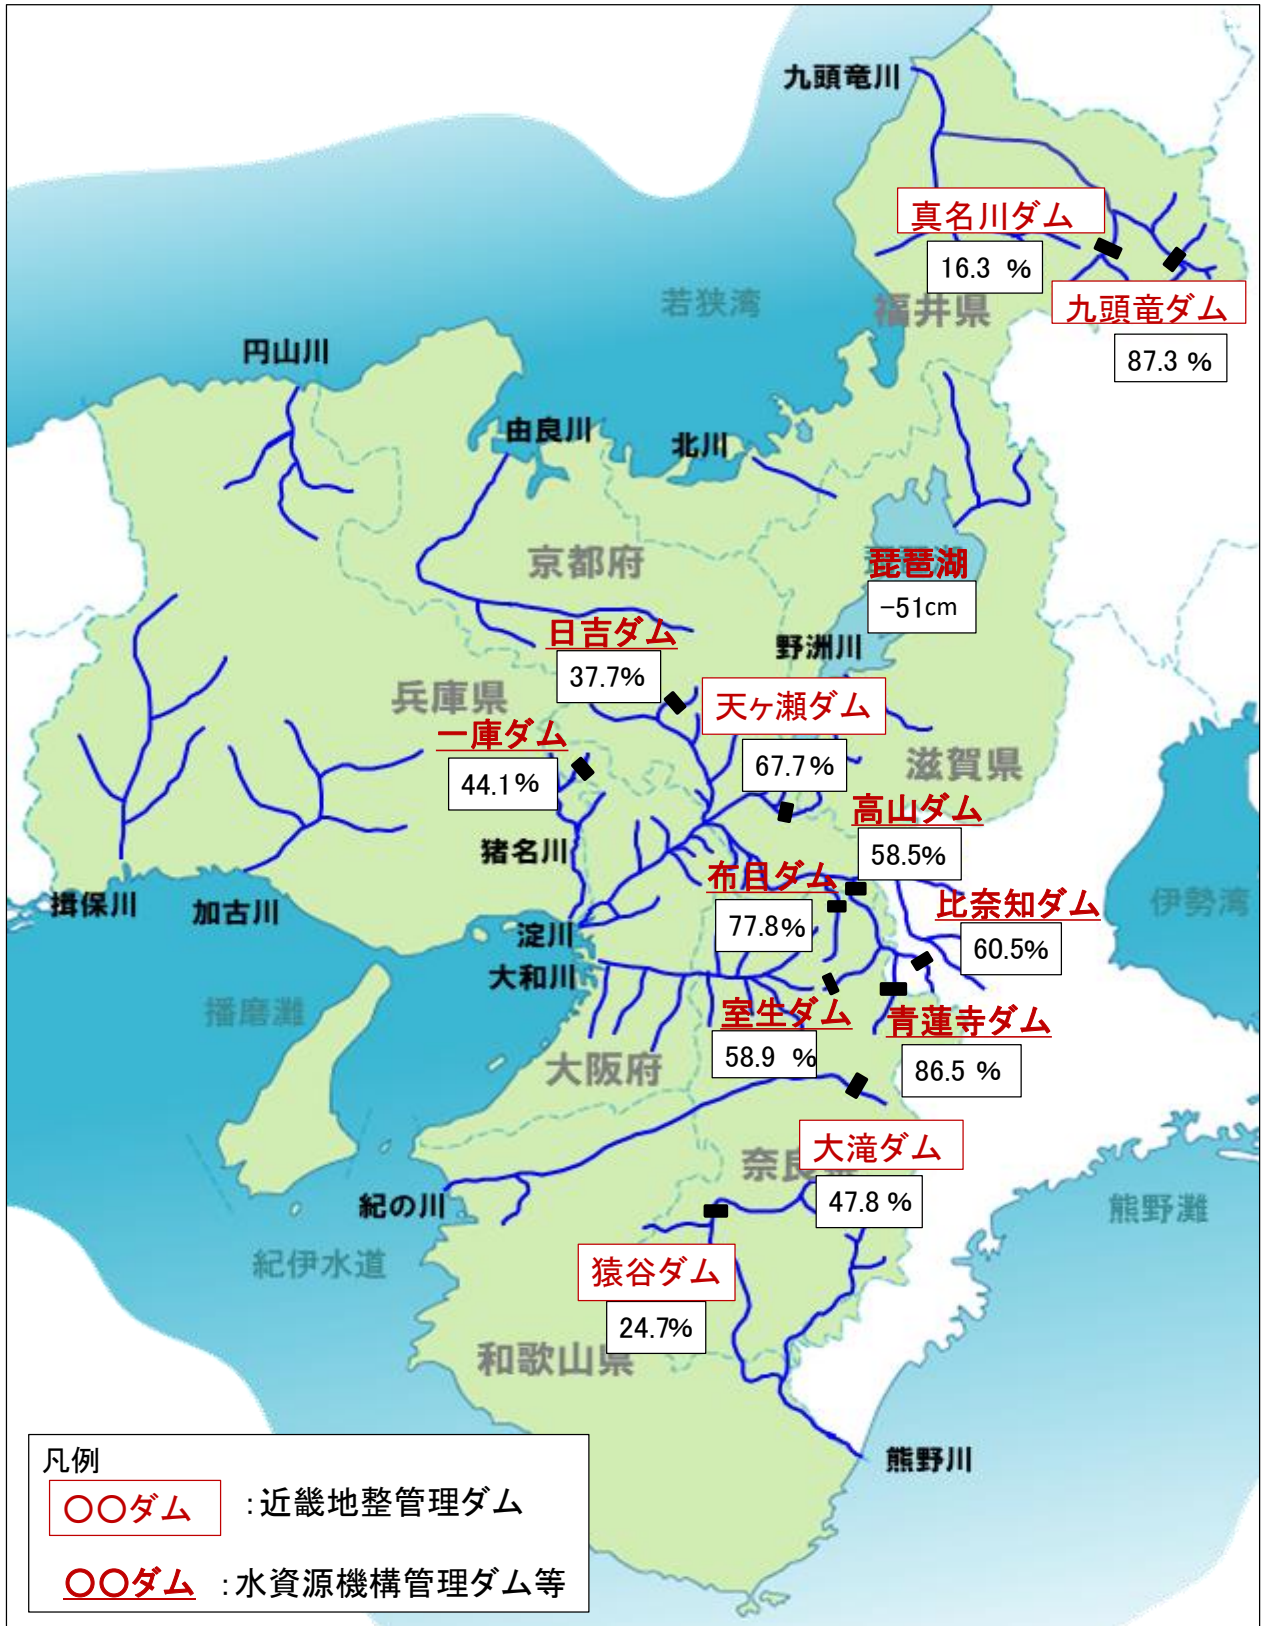 九頭竜川
真名川ダム
16.3 %
福井県
九頭竜ダム
87.3 %
若狭湾
円山川
由良川
北川
京都府
琵琶湖
-51cm
日吉ダム
37.7%
野洲川
兵庫県
天ヶ瀬ダム
67.7%
滋賀県
一庫ダム
44.1%
高山ダム
58.5%
猪名川
布目ダム
77.8%
比奈知ダム
60.5%
伊勢湾
揖保川
加古川
淀川
大和川
播磨灘
室生ダム
58.9 %
青蓮寺ダム
86.5 %
大阪府
大滝ダム
47.8 %
奈良県
紀の川
熊野灘
紀伊水道
猿谷ダム
24.7%
和歌山県
熊野川
凡例
〇〇ダム :近畿地整管理ダム
〇〇ダム :水資源機構管理ダム等